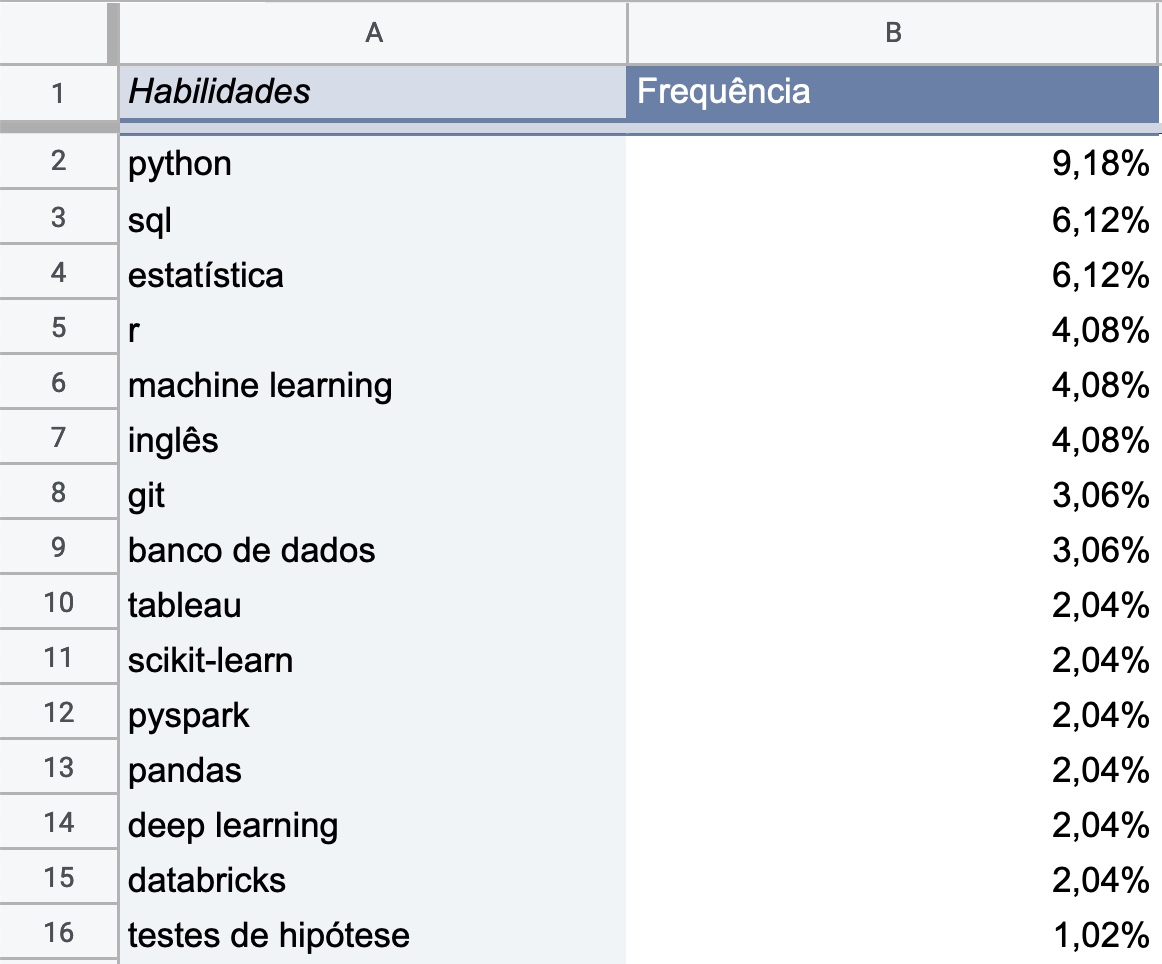 A B
1 Habilidades Frequência
2 python 9,18%
3 sql 6,12%
4 estatística 6,12%
5 r 4,08%
6 machine learning 4,08%
7 inglês 4,08%
8 git 3,06%
9 banco de dados 3,06%
10 tableau 2,04%
11 scikit-learn 2,04%
12 pyspark 2,04%
13 pandas 2,04%
14 deep learning 2,04%
15 databricks 2,04%
16 testes de hipótese 1,02%